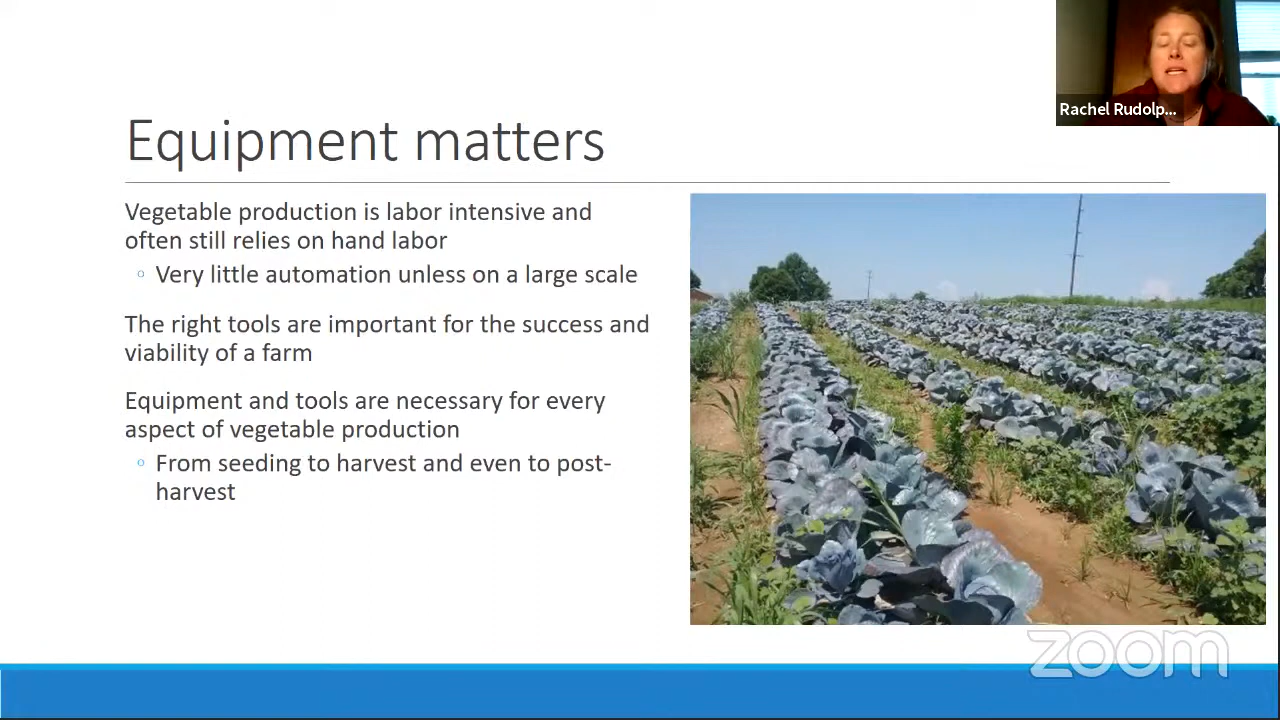 Rachel Rudolp...
Equipment matters
Vegetable production is labor intensive and
often still relies on hand labor
◦ Very little automation unless on a large scale
The right tools are important for the success and
viability of a farm
Equipment and tools are necessary for every
aspect of vegetable production
◦ From seeding to harvest and even to post-
harvest
zoom